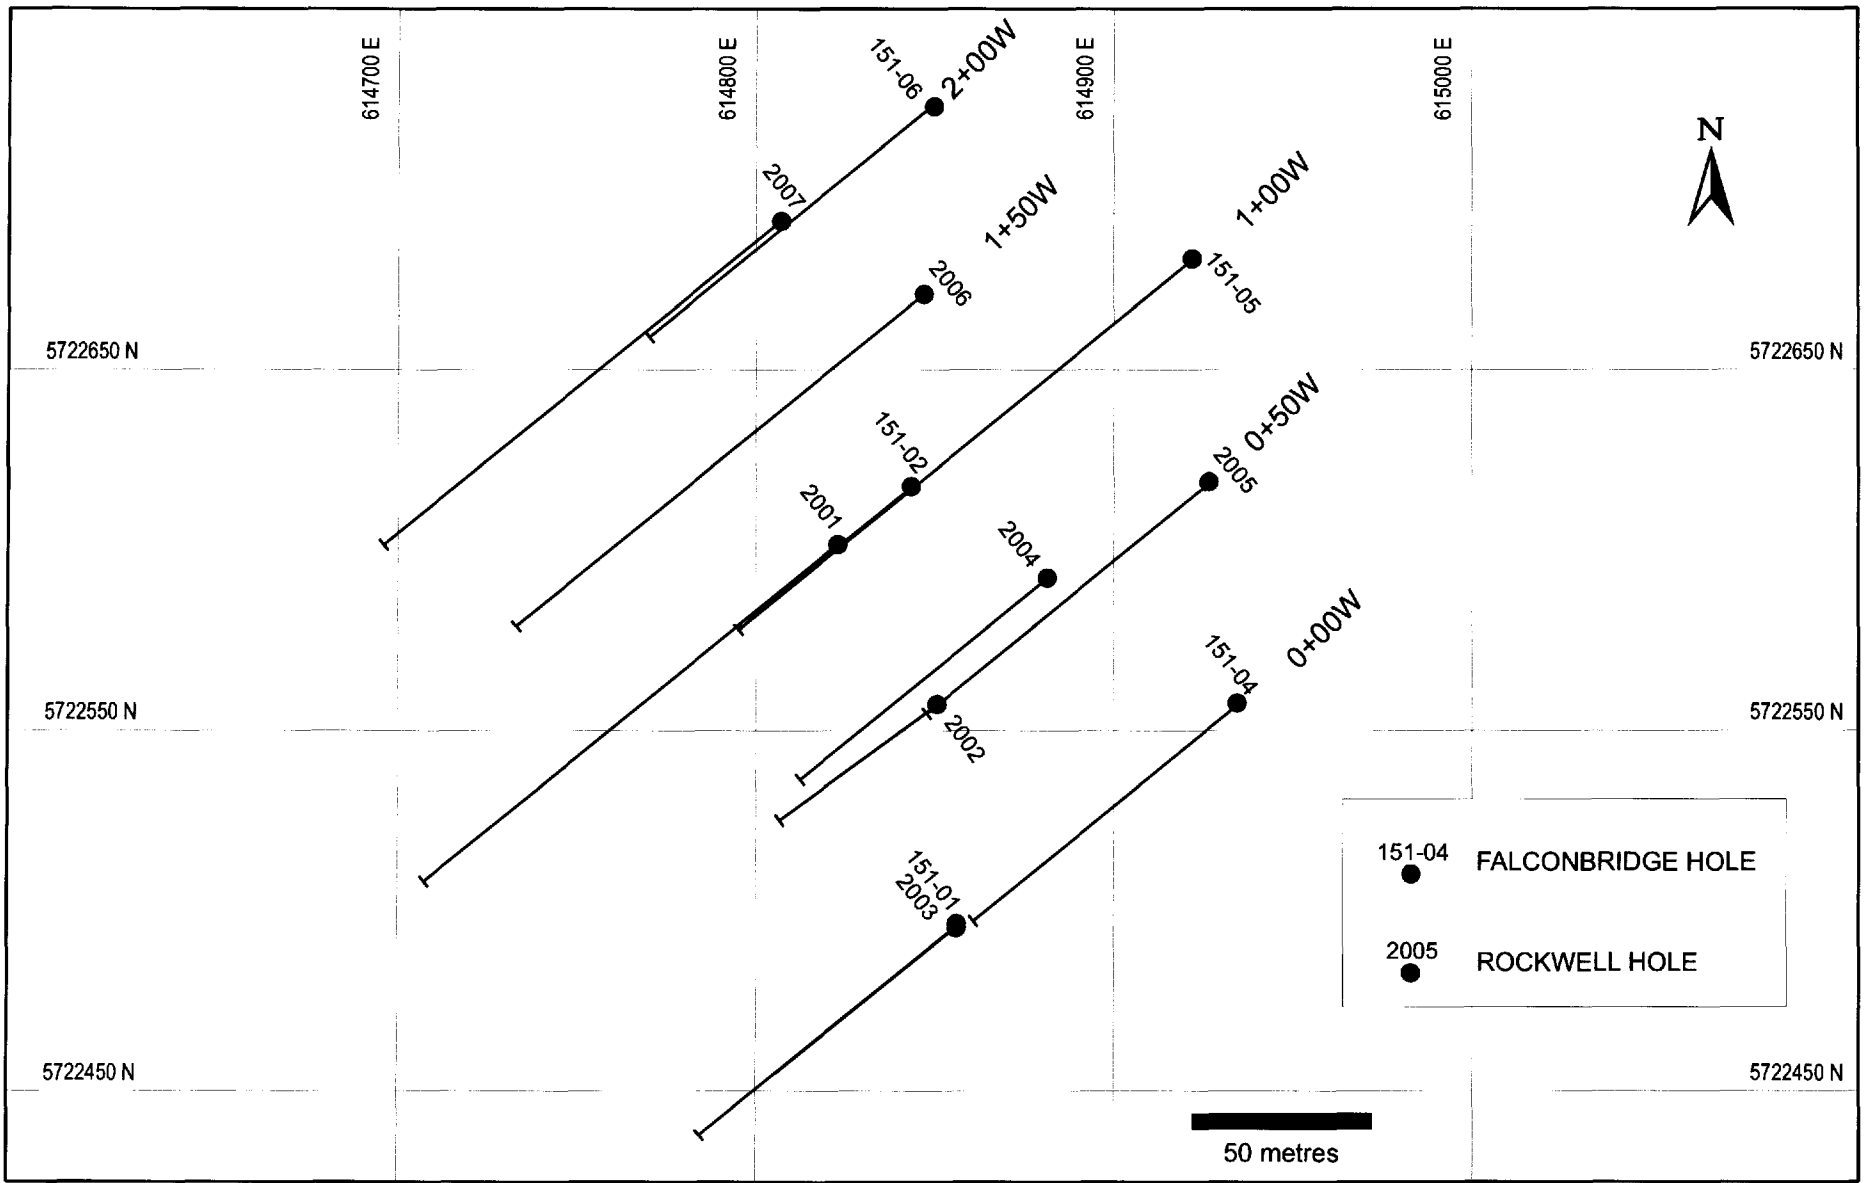 614700 E
614800 E
614900 E
615000 E
151-06
2+00W
N
2007
1+50W
1+00W
2006
151-05
5722650 N
5722650 N
151-02
0+50W
2005
2001
2004
0+00W
151-04
5722550 N
5722550 N
2002
151-01
2003
151-04
FALCONBRIDGE HOLE
2005
ROCKWELL HOLE
5722450 N
5722450 N
50 metres